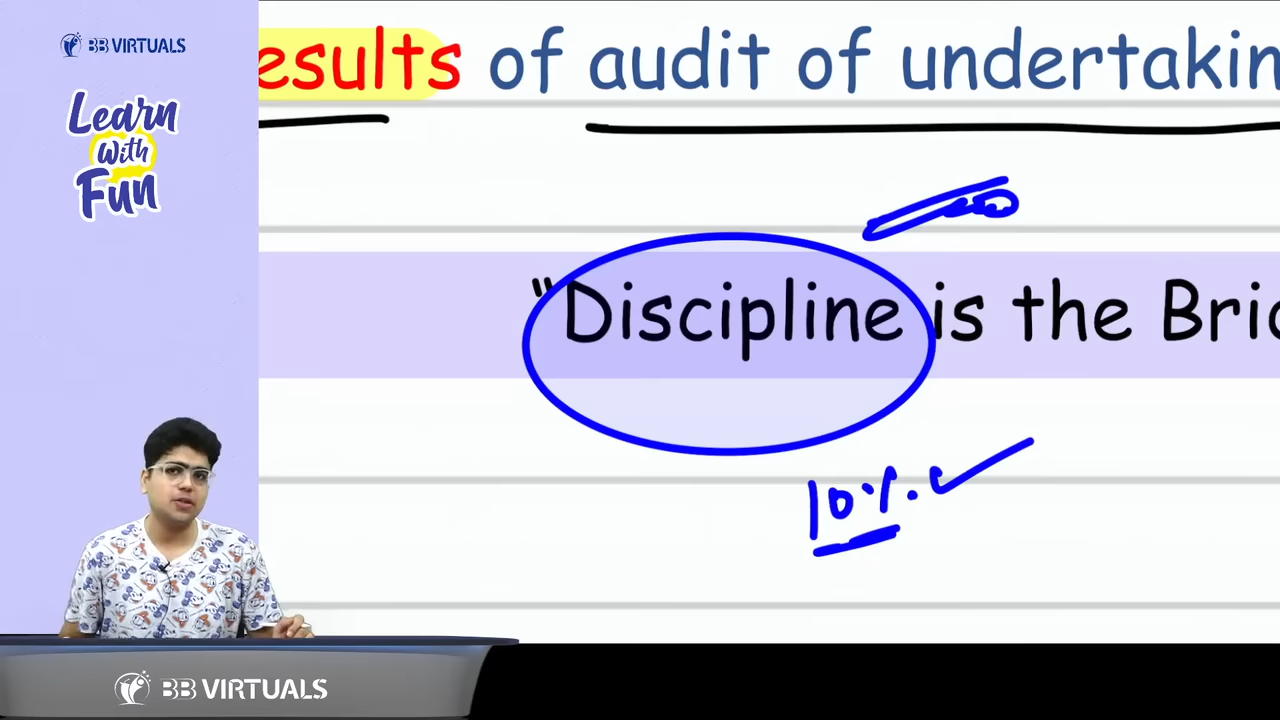 BB VIRTUALS
Learn
With
Fun
esults of audit of undertakin
"Discipline is the Bric
10%.
BB VIRTUALS